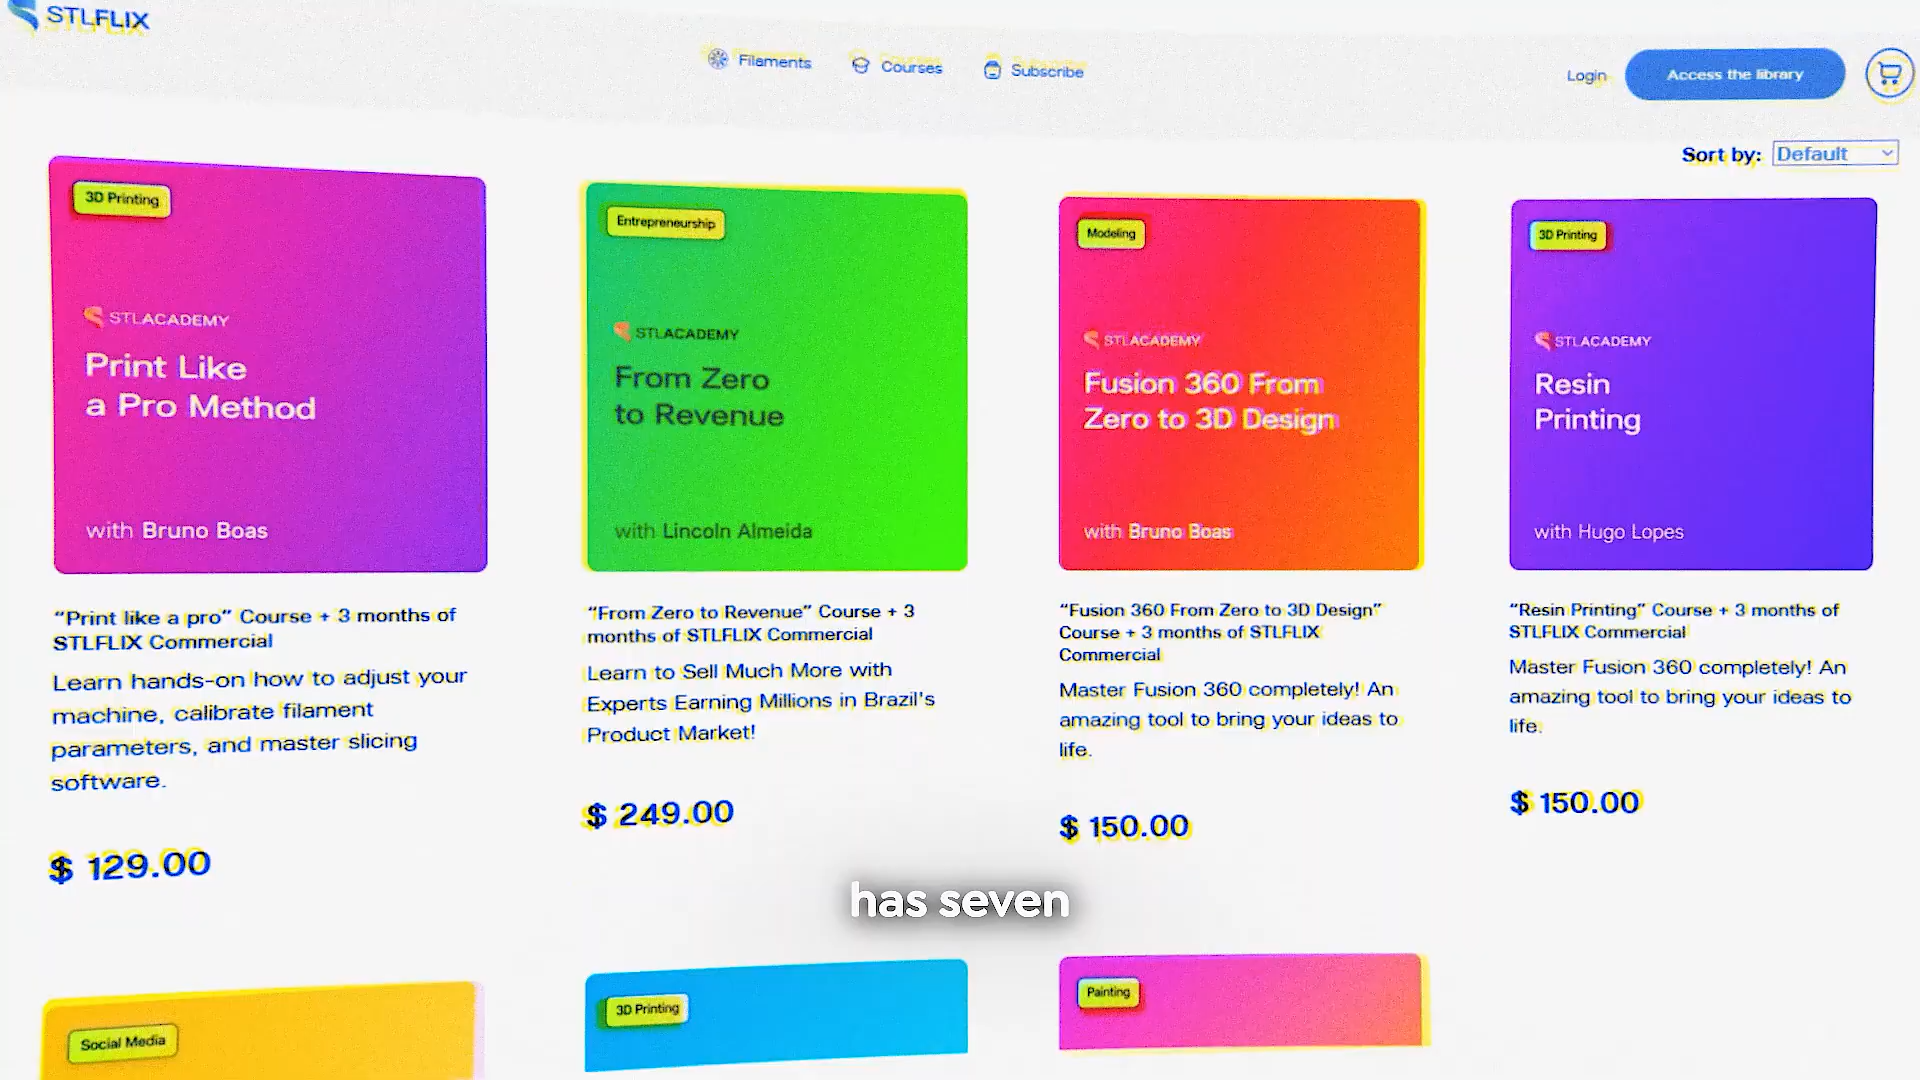 STLFLIX
Filaments
Courses
Subscribe
Login
Access the library
Sort by: Default
3D Printing
STLACADEMY
Print Like
a Pro Method
with Bruno Boas
“Print like a pro” Course + 3 months of
STLFLIX Commercial
Learn hands-on how to adjust your
machine, calibrate filament
parameters, and master slicing
software.
$ 129.00
Entrepreneurship
STLACADEMY
From Zero
to Revenue
with Lincoln Almeida
“From Zero to Revenue” Course + 3
months of STLFLIX Commercial
Learn to Sell Much More with
Experts Earning Millions in Brazil's
Product Market!
$ 249.00
Modeling
STLACADEMY
Fusion 360 From
Zero to 3D Design
with Bruno Boas
“Fusion 360 From Zero to 3D Design”
Course + 3 months of STLFLIX
Commercial
Master Fusion 360 completely! An
amazing tool to bring your ideas to
life.
$ 150.00
3D Printing
STLACADEMY
Resin
Printing
with Hugo Lopes
“Resin Printing” Course + 3 months of
STLFLIX Commercial
Master Fusion 360 completely! An
amazing tool to bring your ideas to
life.
$ 150.00
has seven
Social Media
3D Printing
Painting